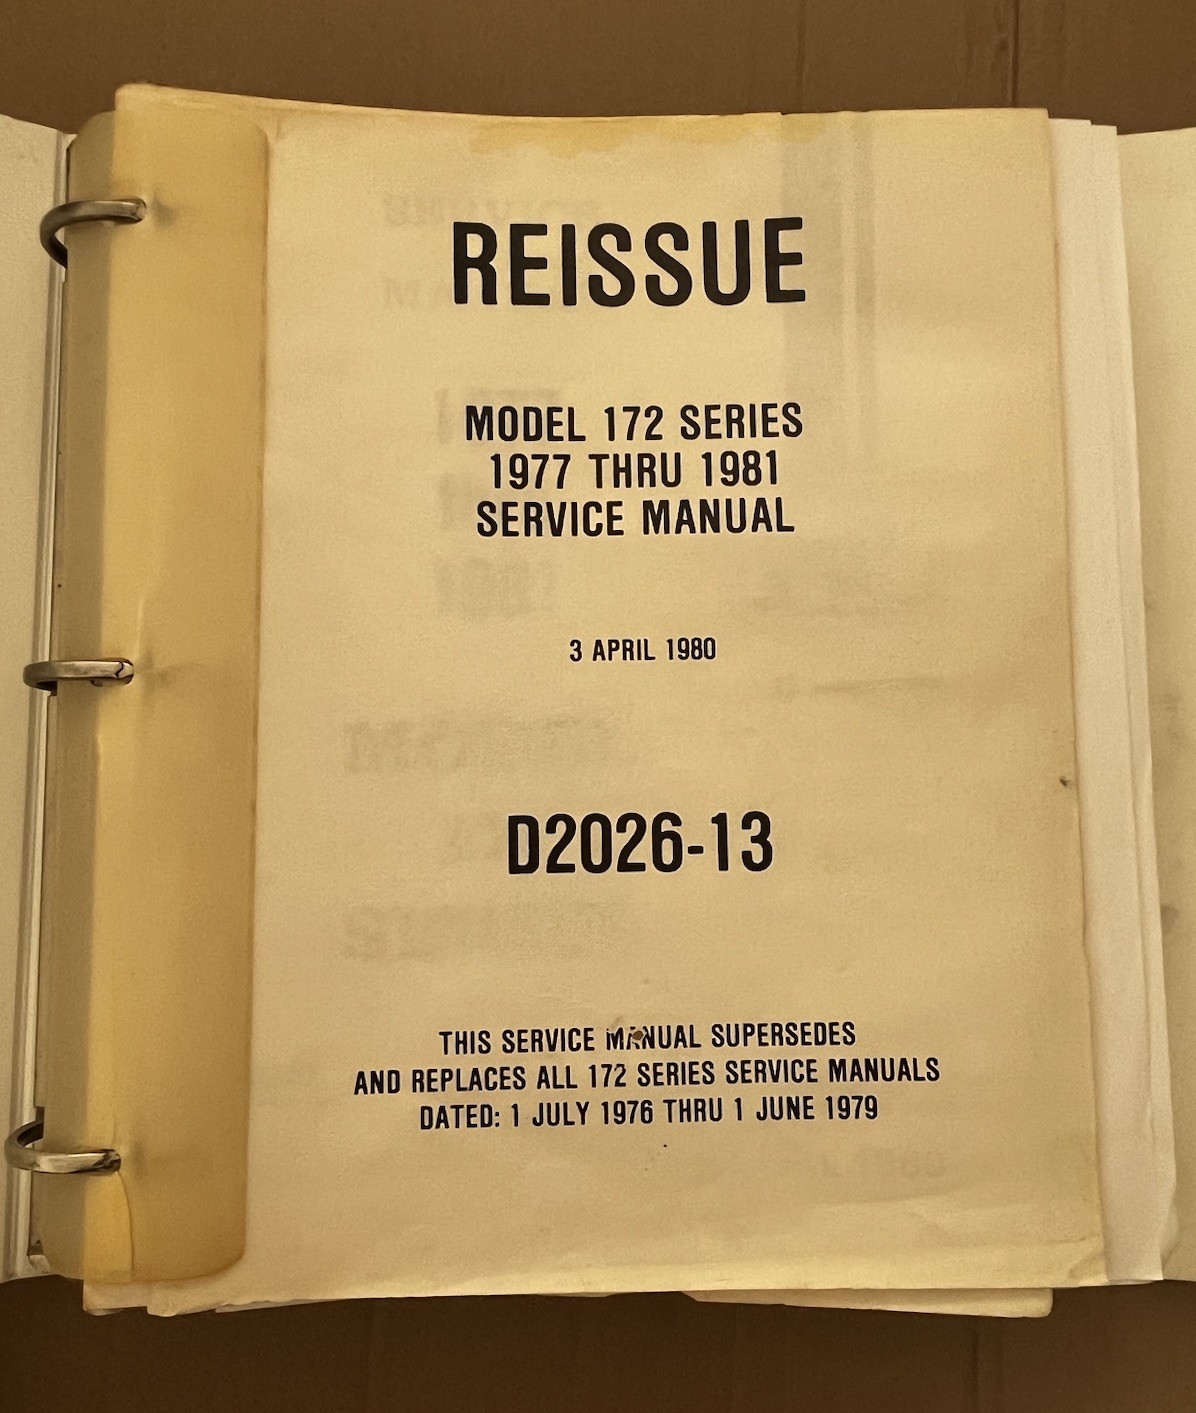 REISSUE
MODEL 172 SERIES
1977 THRU 1981
SERVICE MANUAL
3 APRIL 1980
D2026-13
THIS SERVICE MANUAL SUPERSEDES
AND REPLACES ALL 172 SERIES SERVICE MANUALS
DATED: 1 JULY 1976 THRU 1 JUNE 1979